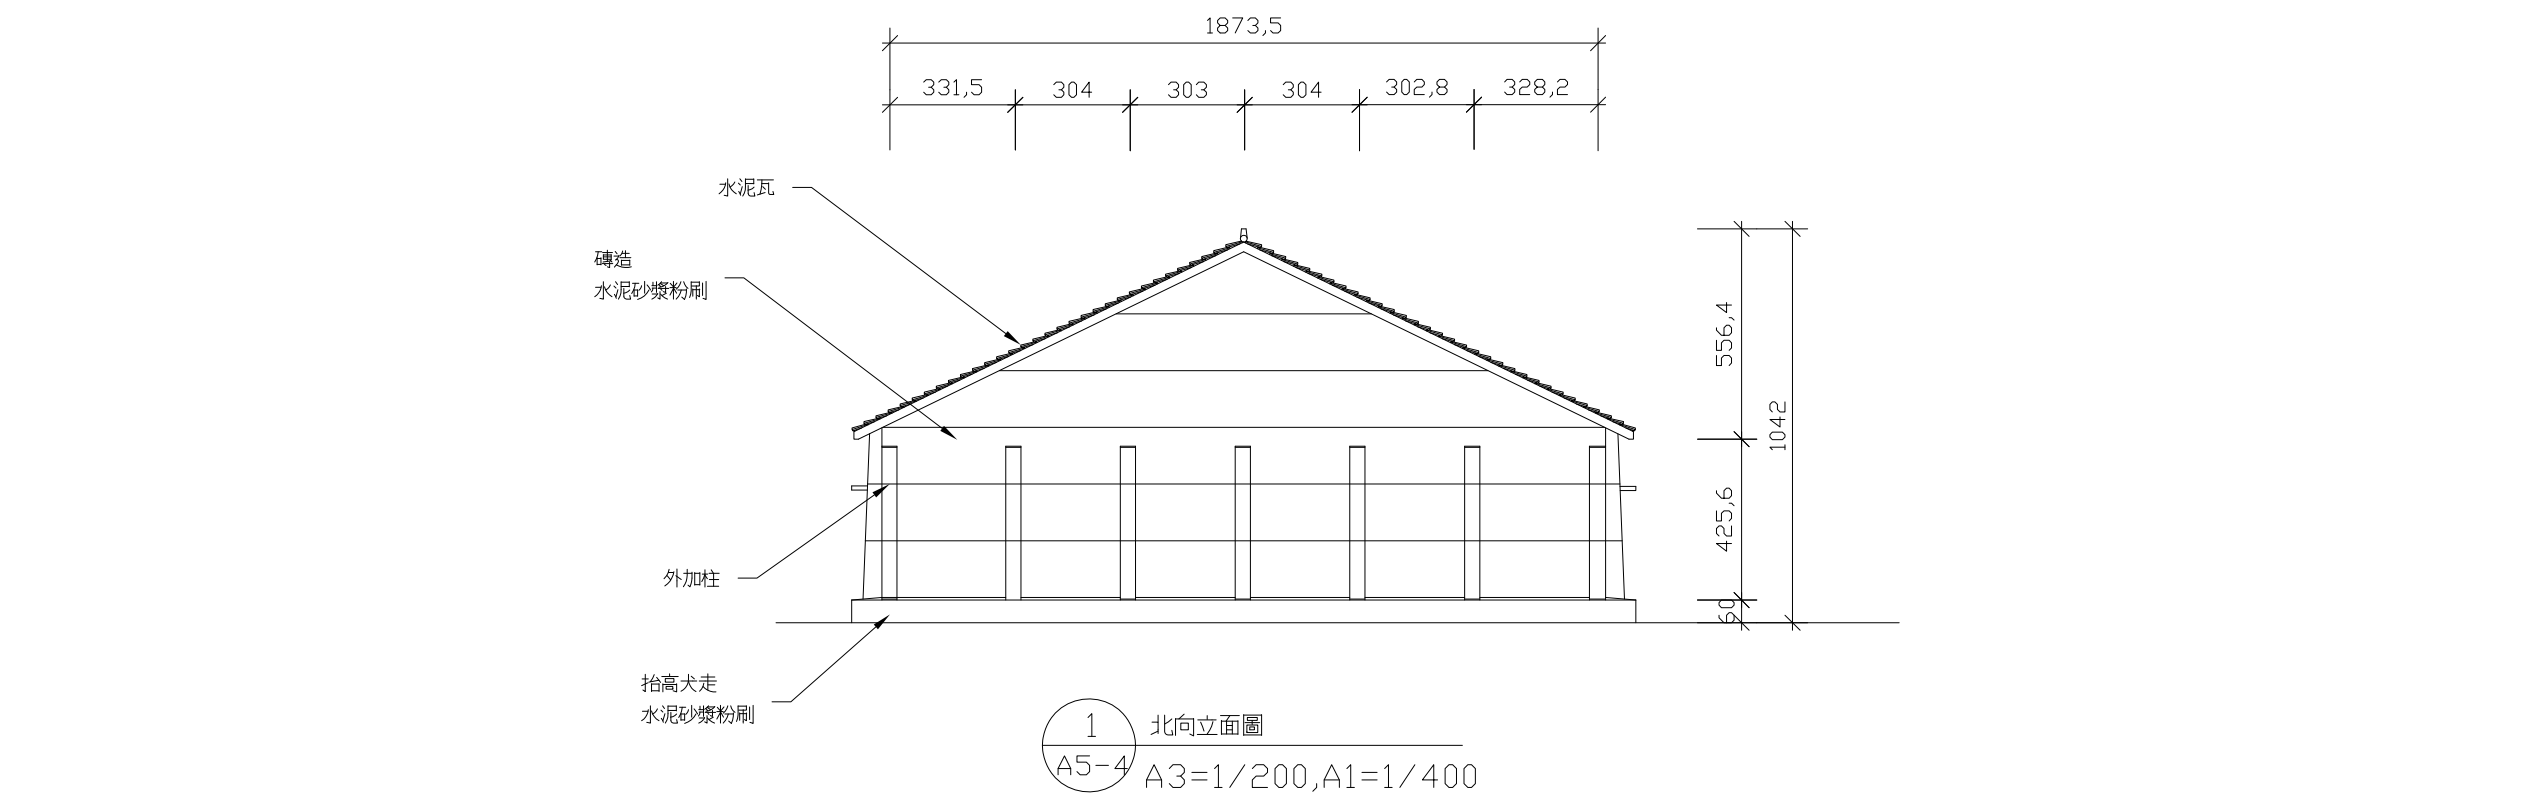 1873,5
331,5 304 303 304 302,8 328,2
水泥瓦
磚造
水泥砂漿粉刷
556,4
1042
425,6
外加柱
60
抬高犬走
水泥砂漿粉刷
1 北向立面圖
A5-4 A3=1/200,A1=1/400